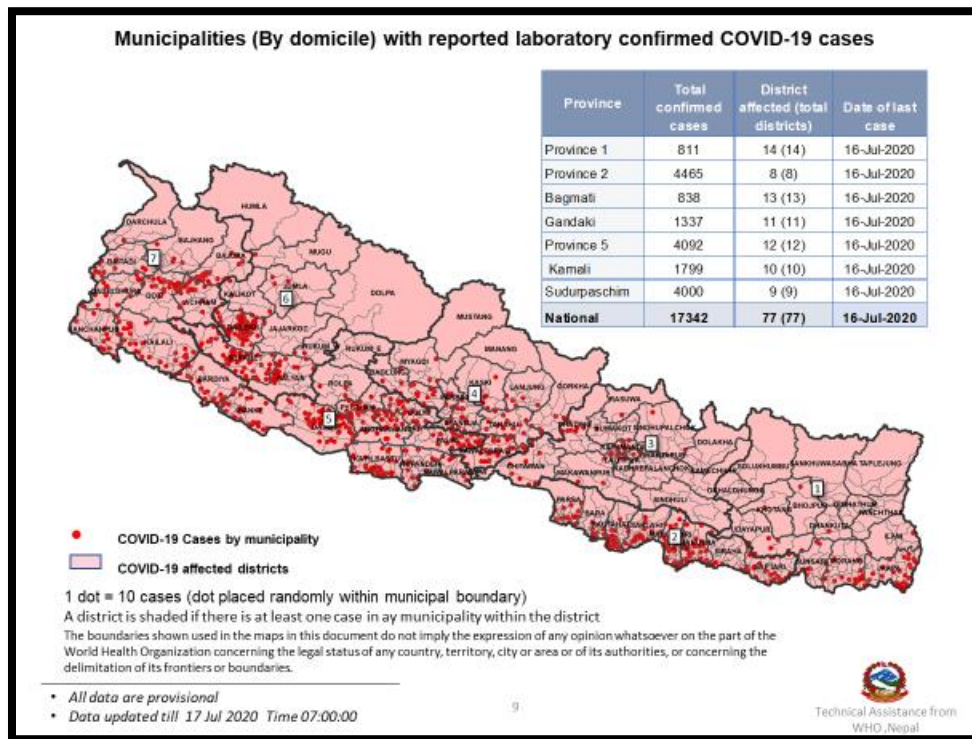 Municipalities (By domicile) with reported laboratory confirmed COVID-19 cases
Province Total confirmed cases District affected (total districts) Date of last case
Province 1 811 14 (14) 16-Jul-2020
Province 2 4465 8 (8) 16-Jul-2020
Bagmati 838 13 (13) 16-Jul-2020
Gandaki 1337 11 (11) 16-Jul-2020
Province 5 4092 12 (12) 16-Jul-2020
Karnali 1799 10 (10) 16-Jul-2020
Sudurpaschim 4000 9 (9) 16-Jul-2020
National 17342 77 (77) 16-Jul-2020
HUMLA
DARCHULA
BAJHANG
MUGU
7
6
DOLPA
JAJARKOT
MUSTANG
MANANG
RUKUM_E
MYAGDI
ROLPA
KASKI
LAMJUNG
GORKHA
4
5
RASUWA
DOLAKHA
3
CHITAWAN
MAKAWANPUR
SINDHULI
SOLUKHUMBU
SANKHUWASABHA
TAPLEJUNG
1
KHOTANG
BHOJPUR
PANCHTHAR
DHANKUTA
UDAYAPUR
ILAM
PARSA
BARA
2
SIRAHA
COVID-19 Cases by municipality
COVID-19 affected districts
1 dot = 10 cases (dot placed randomly within municipal boundary)
A district is shaded if there is at least one case in ay municipality within the district
The boundaries shown used in the maps in this document do not imply the expression of any opinion whatsoever on the part of the
World Health Organization concerning the legal status of any country, territory, city or area or of its authorities, or concerning the
delimitation of its frontiers or boundaries.
• All data are provisional
• Data updated till 17 Jul 2020 Time 07:00:00
9
Technical Assistance from
WHO ,Nepal